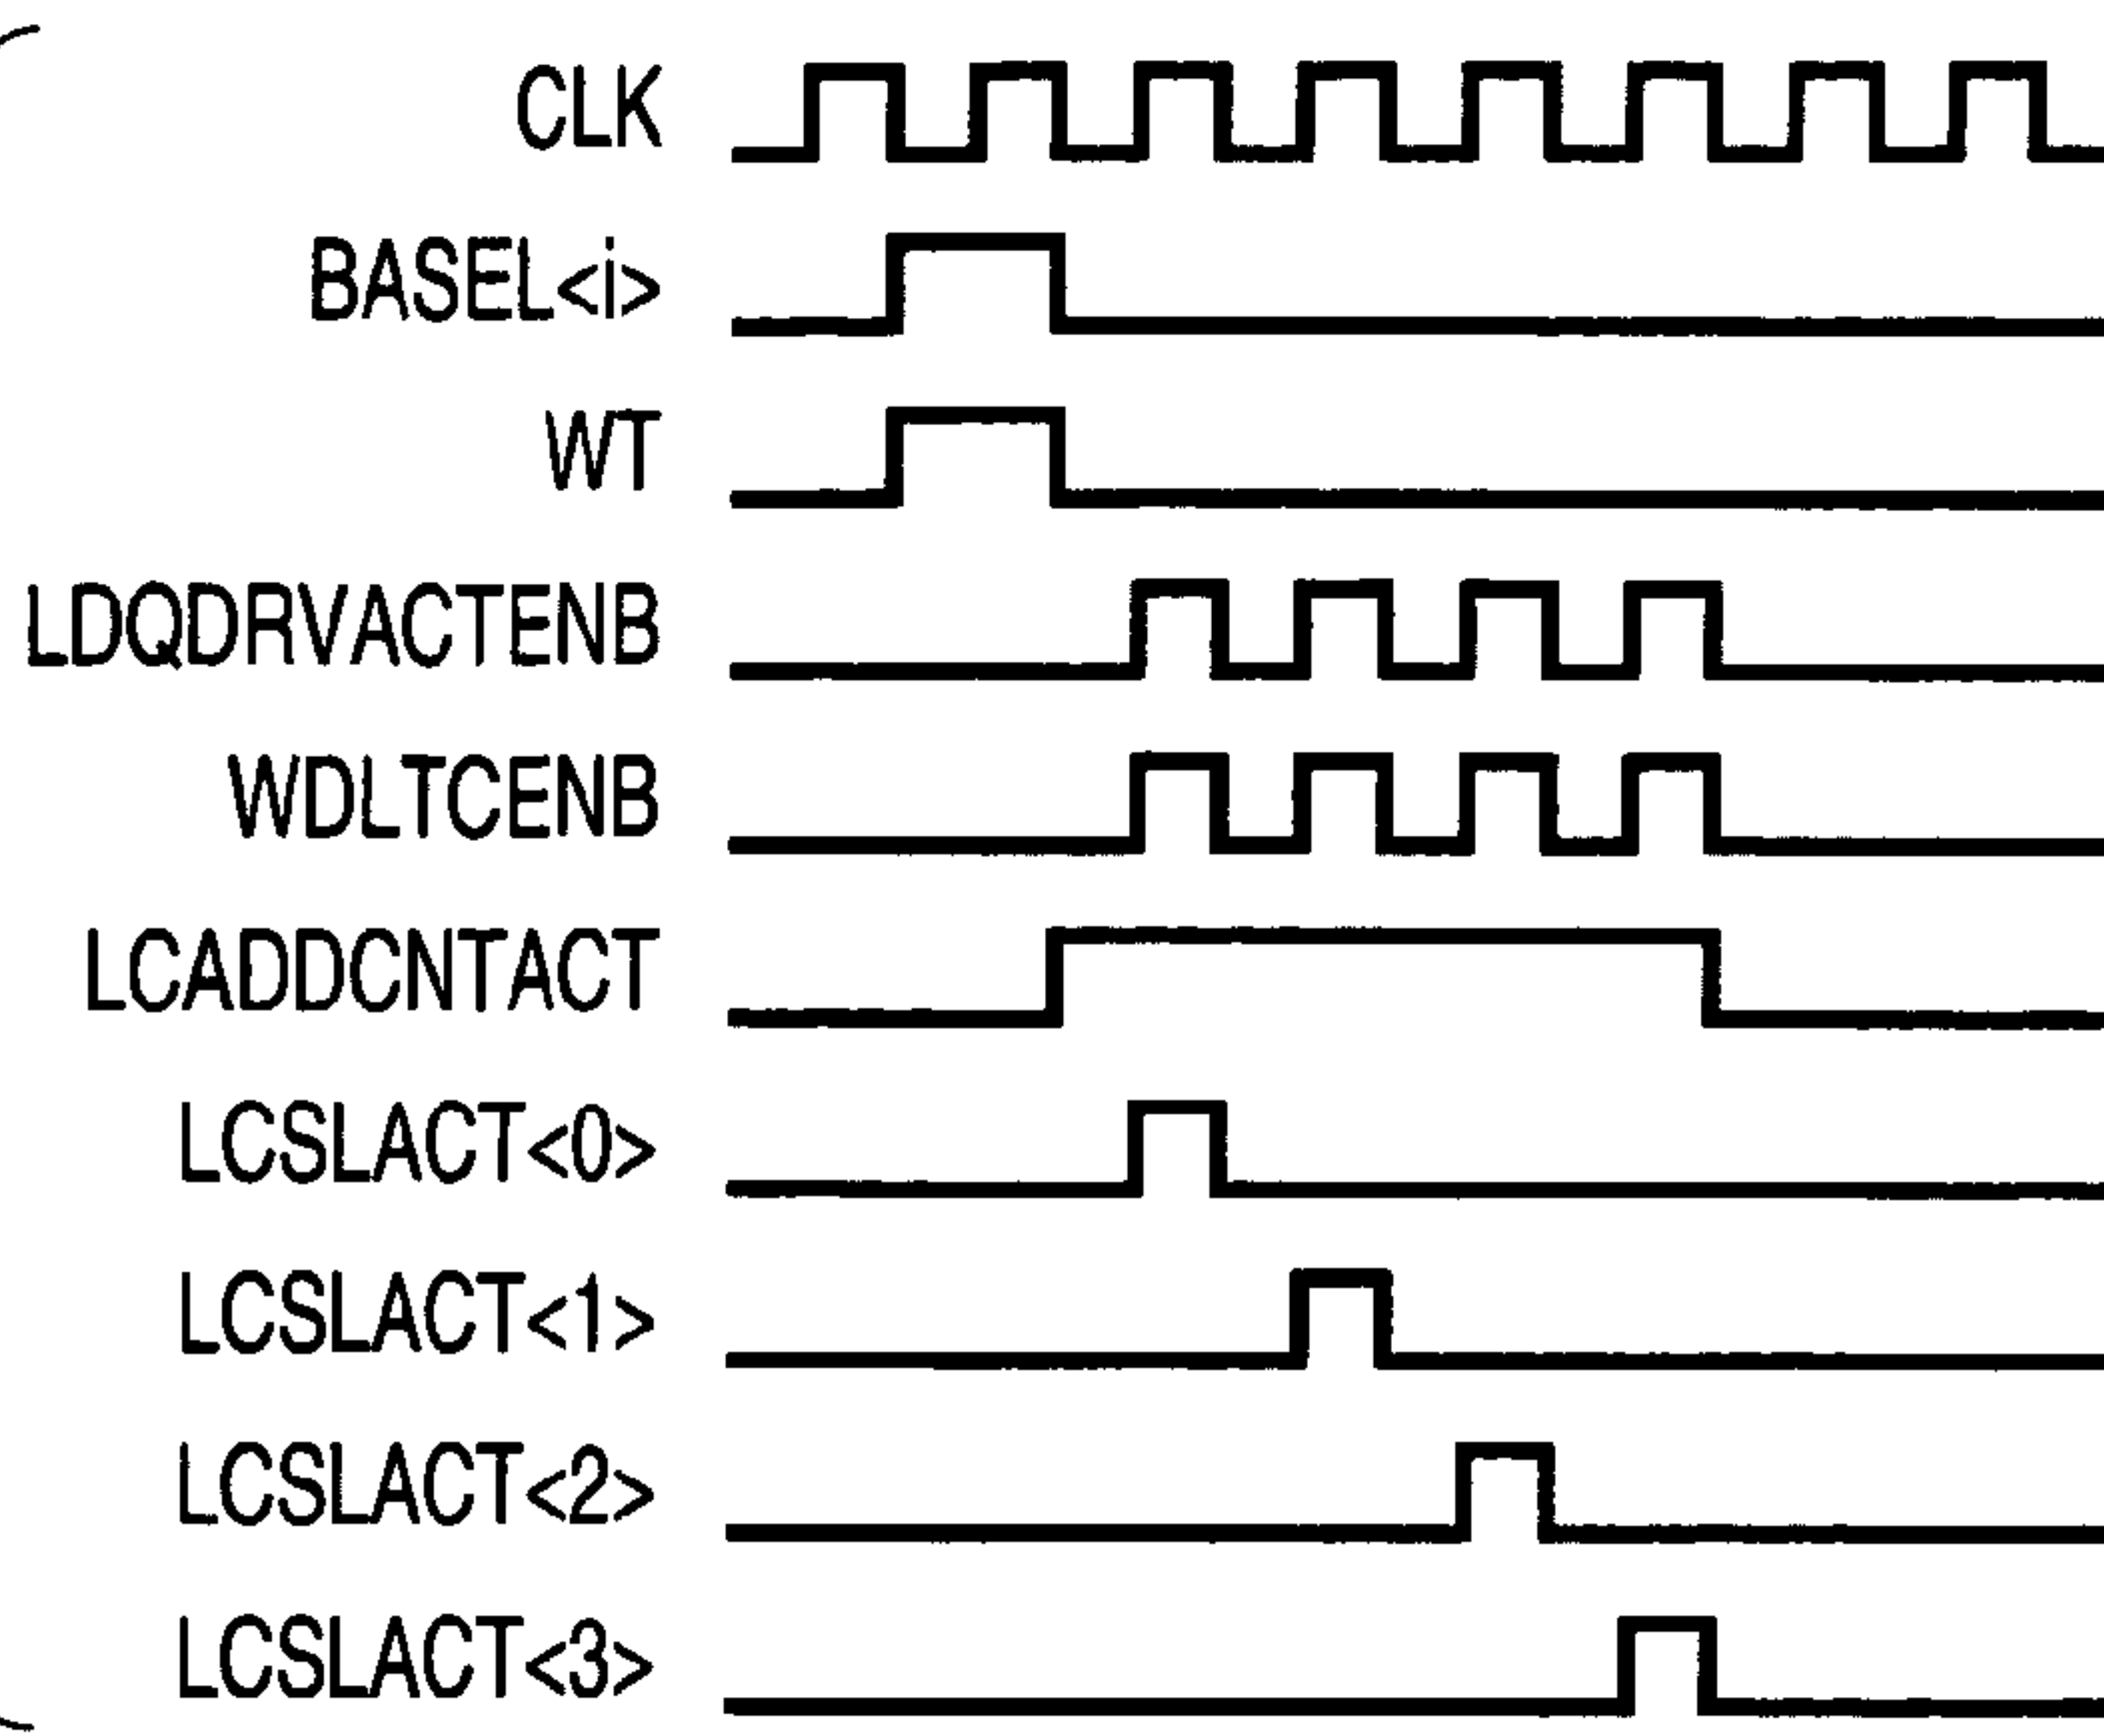 CLK
BASEL<i>
WT
LDQDRVACTENB
WDLTCENB
LCADDCNTACT
LCSLACT<0>
LCSLACT<1>
LCSLACT<2>
LCSLACT<3>